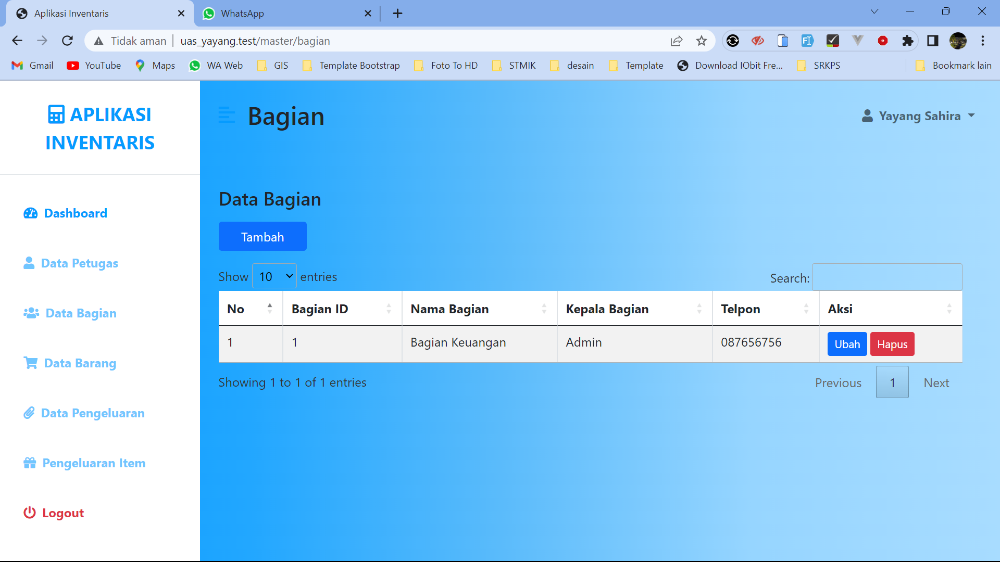 Aplikasi Inventaris
WhatsApp
Tidak aman
uas_yayang.test/master/bagian
Gmail
YouTube
Maps
WA Web
GIS
Template Bootstrap
Foto To HD
STMIK
desain
Template
Download IObit Fre...
SRKPS
Bookmark lain
APLIKASI
INVENTARIS
Dashboard
Data Petugas
Data Bagian
Data Barang
Data Pengeluaran
Pengeluaran Item
Logout
Bagian
Yayang Sahira
Data Bagian
Tambah
Show 10 entries
Search:
No Bagian ID Nama Bagian Kepala Bagian Telpon Aksi
1 1 Bagian Keuangan Admin 087656756 Ubah Hapus
Showing 1 to 1 of 1 entries
Previous 1 Next